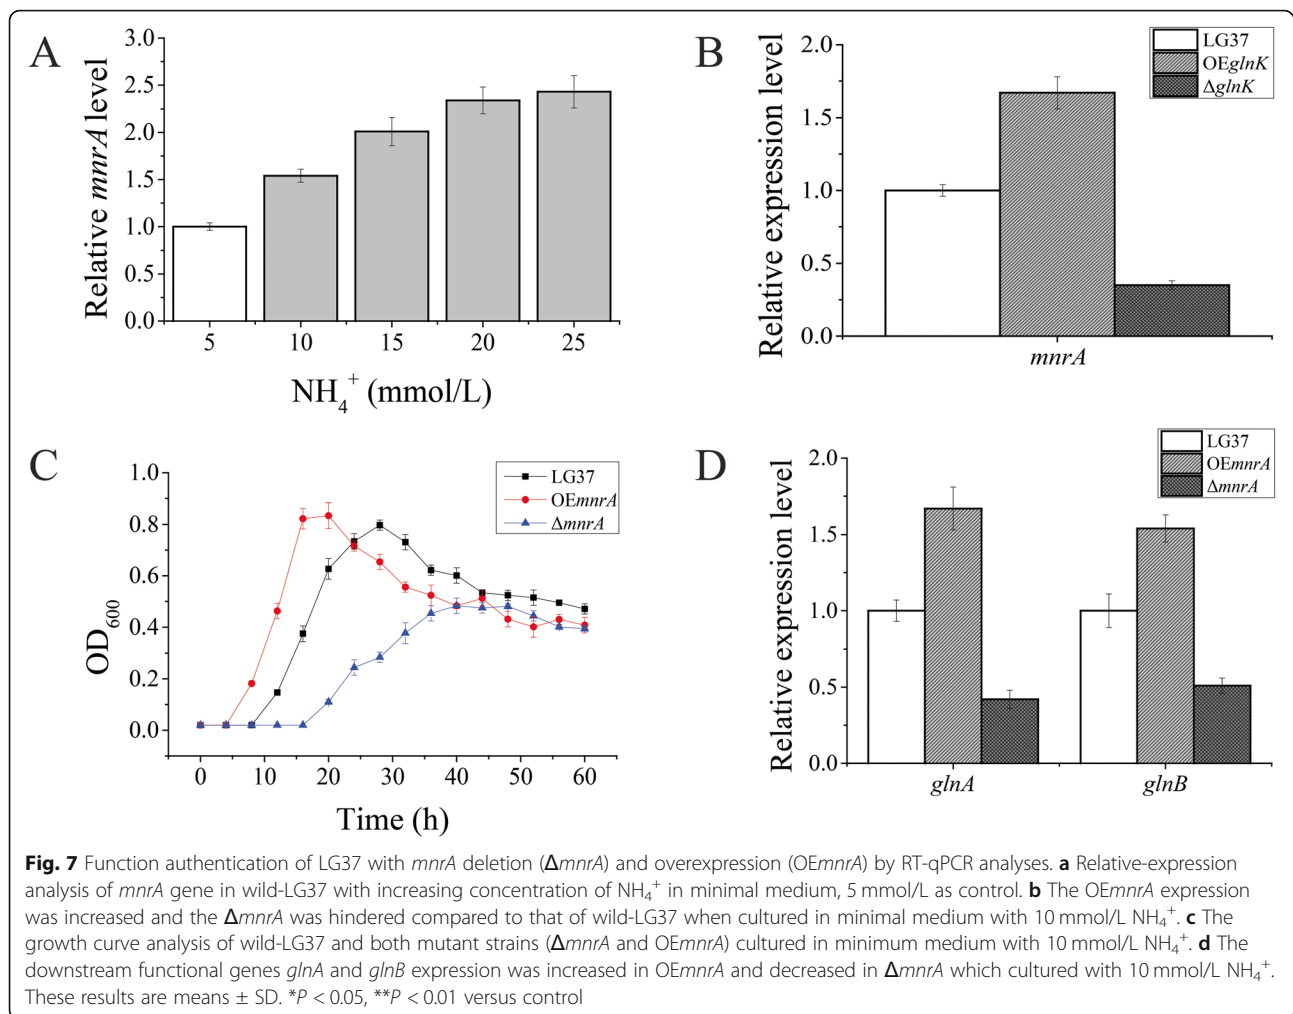 A
Relative mnrA level
3.0
2.5
2.0
1.5
1.0
0.5
0.0
5 10 15 20 25
NH₄⁺ (mmol/L)
B
Relative expression level
2.0
1.5
1.0
0.5
0.0
mnrA
LG37
OEglnK
ΔglnK
C
OD₆₀₀
1.0
0.8
0.6
0.4
0.2
0.0
0 10 20 30 40 50 60
Time (h)
LG37
OEmnrA
ΔmnrA
D
Relative expression level
2.0
1.5
1.0
0.5
0.0
glnA glnB
LG37
OEmnrA
ΔmnrA
Fig. 7 Function authentication of LG37 with mnrA deletion (ΔmnrA) and overexpression (OEmnrA) by RT-qPCR analyses. a Relative-expression
analysis of mnrA gene in wild-LG37 with increasing concentration of NH₄⁺ in minimal medium, 5 mmol/L as control. b The OEmnrA expression
was increased and the ΔmnrA was hindered compared to that of wild-LG37 when cultured in minimal medium with 10 mmol/L NH₄⁺. c The
growth curve analysis of wild-LG37 and both mutant strains (ΔmnrA and OEmnrA) cultured in minimum medium with 10 mmol/L NH₄⁺. d The
downstream functional genes glnA and glnB expression was increased in OEmnrA and decreased in ΔmnrA which cultured with 10 mmol/L NH₄⁺.
These results are means ± SD. *P < 0.05, **P < 0.01 versus control